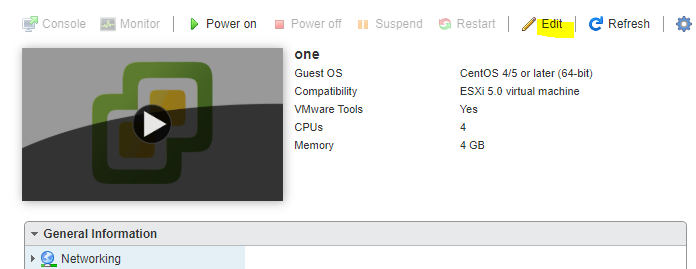 Console Monitor Power on Power off Suspend Restart Edit Refresh
one
Guest OS CentOS 4/5 or later (64-bit)
Compatibility ESXi 5.0 virtual machine
VMware Tools Yes
CPUs 4
Memory 4 GB
General Information
Networking